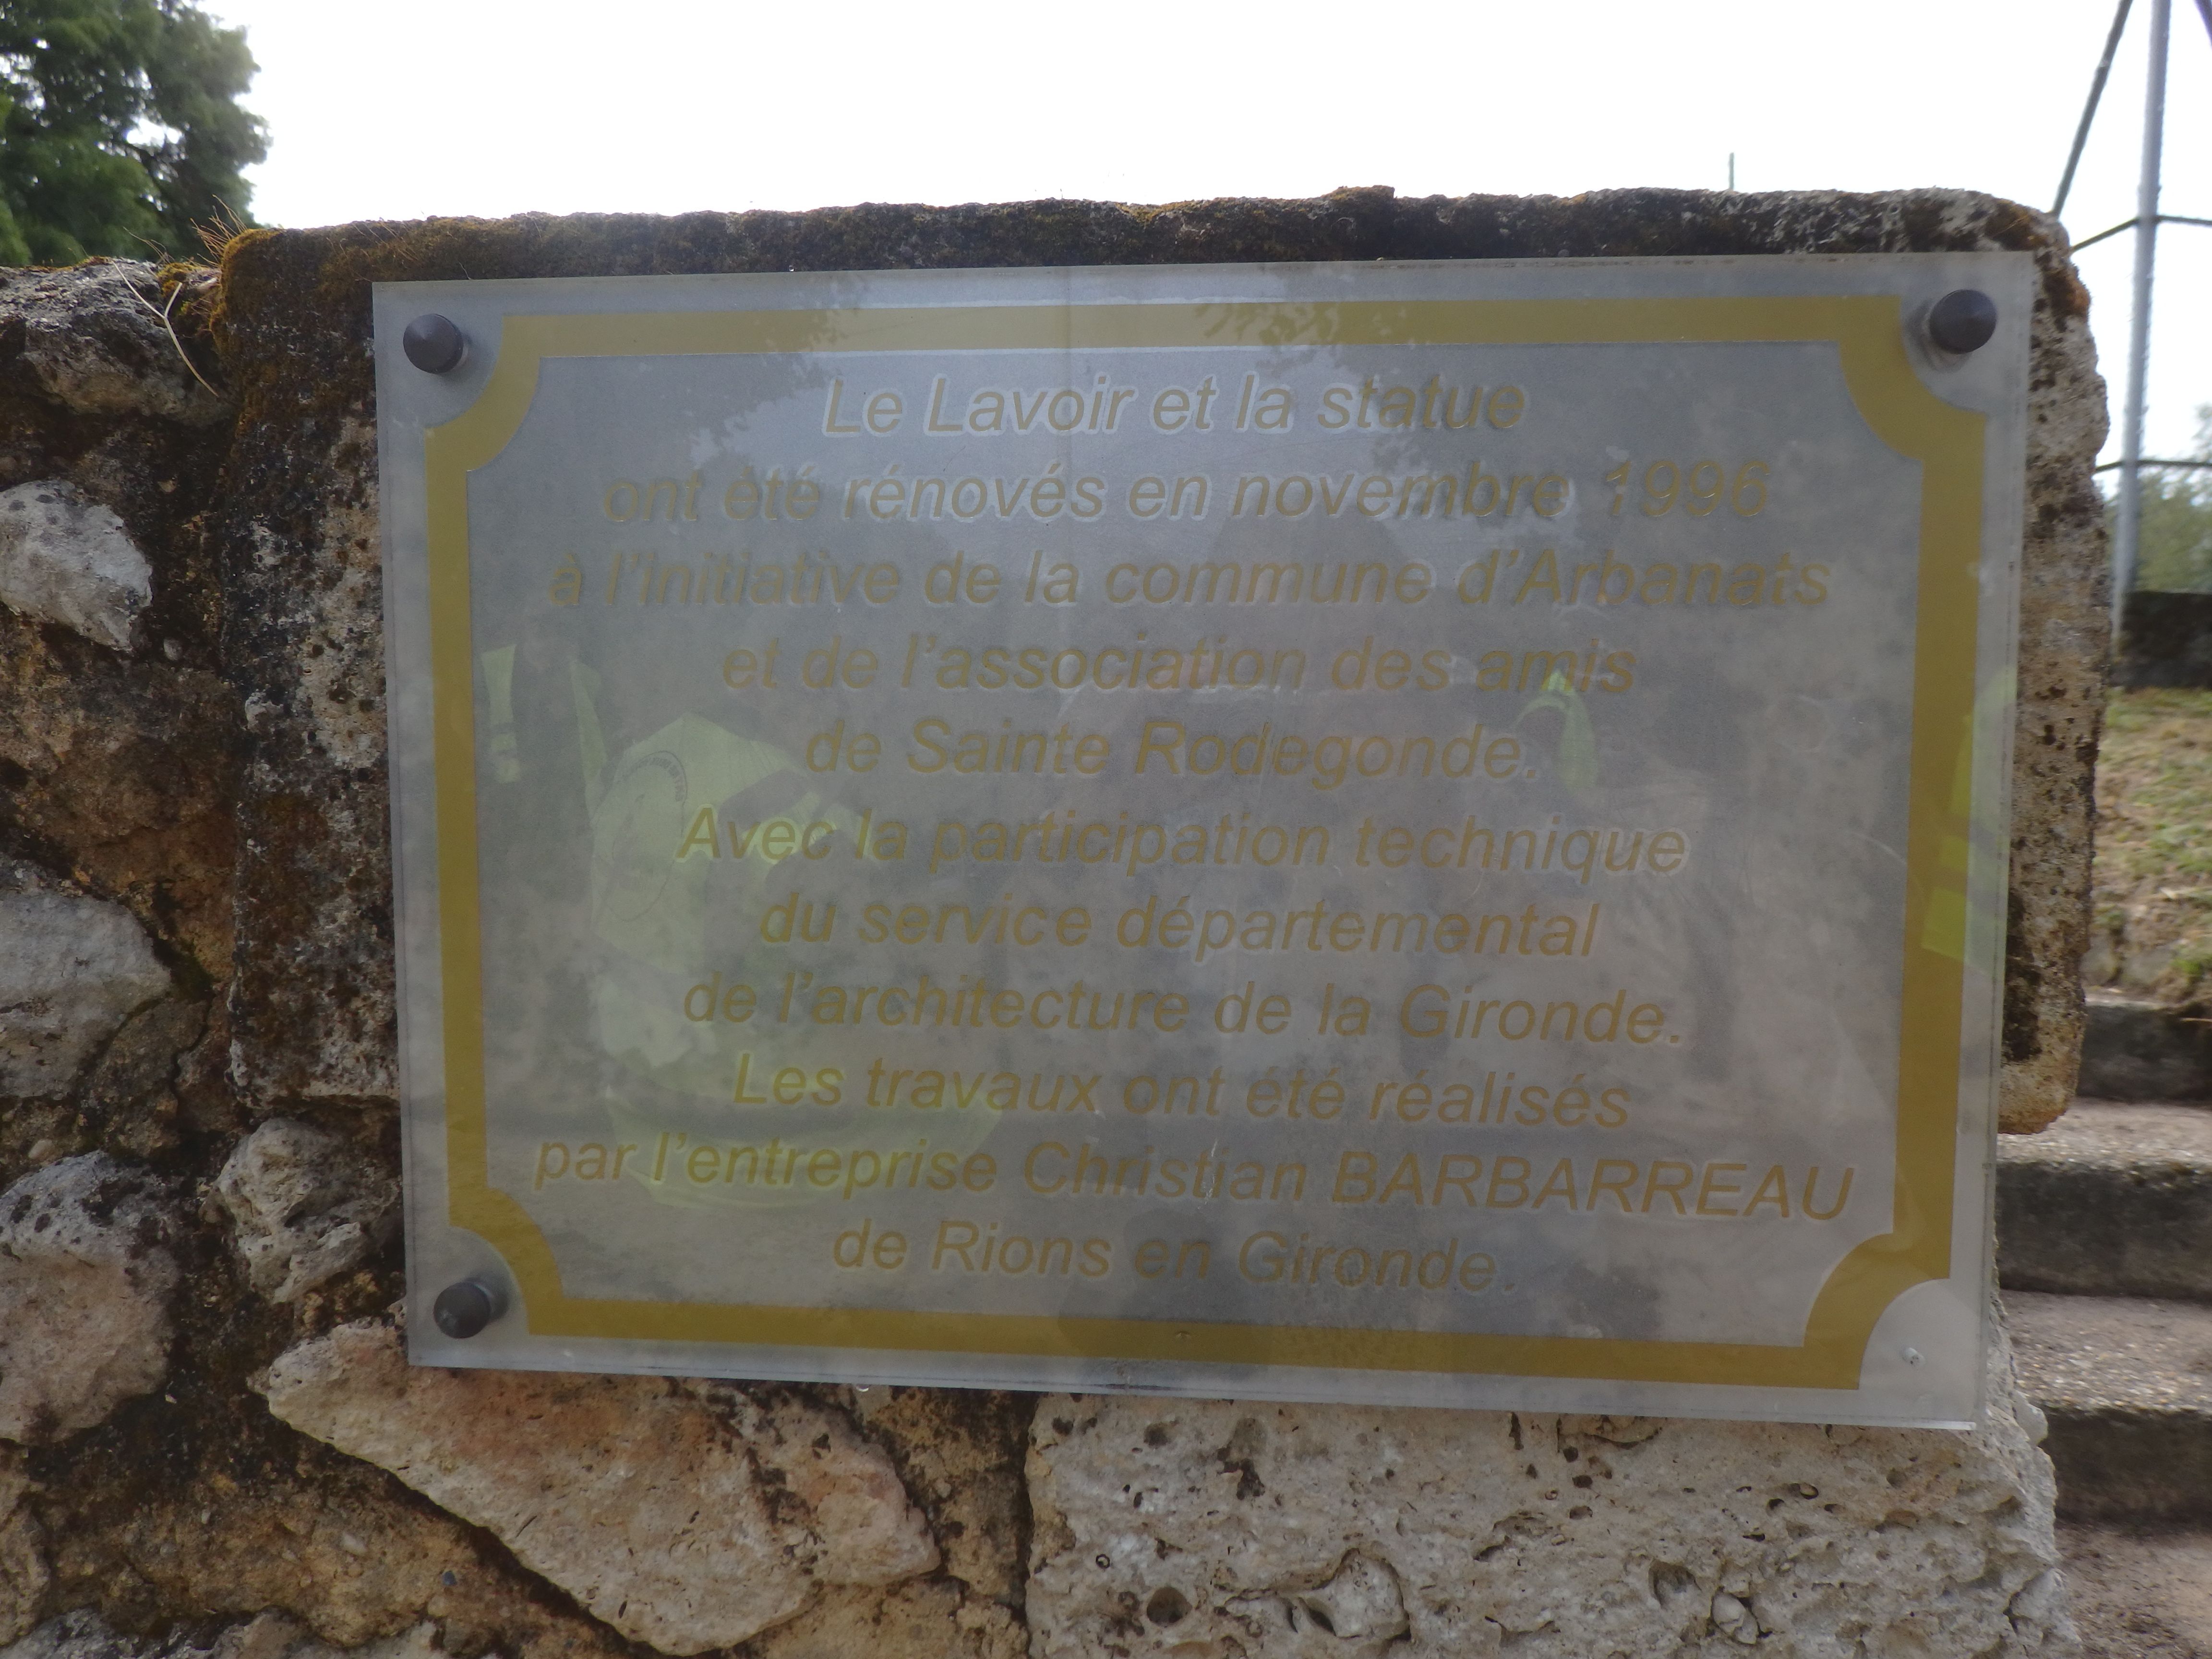 Le Lavoir et la statue
ont été rénovés en novembre 1996
à l'initiative de la commune d'Arbanats
et de l'association des amis
de Sainte Rodegonde.
Avec la participation technique
du service départemental
de l'architecture de la Gironde.
Les travaux ont été réalisés
par l'entreprise Christian BARBARREAU
de Rions en Gironde.